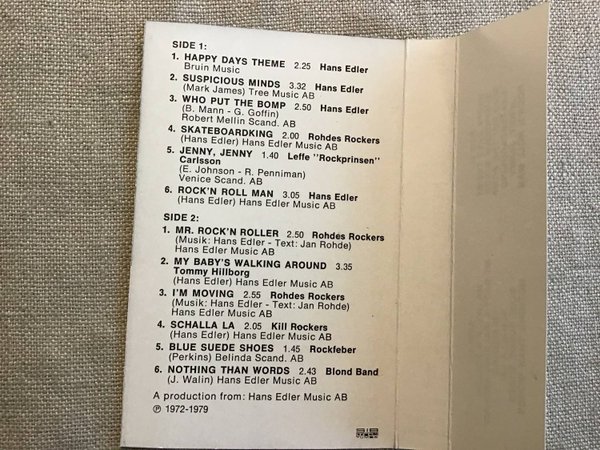 SIDE 1:
1. HAPPY DAYS THEME 2.25 Hans Edler
Bruin Music
2. SUSPICIOUS MINDS 3.32 Hans Edler
(Mark James) Tree Music AB
3. WHO PUT THE BOMP 2.50 Hans Edler
(B. Mann - G. Goffin)
Robert Mellin Scand. AB
4. SKATEBOARDKING 2.00 Rohdes Rockers
(Hans Edler) Hans Edler Music AB
5. JENNY, JENNY 1.40 Leffe "Rockprinsen"
Carlsson
(E. Johnson - R. Penniman)
Venice Scand. AB
6. ROCK'N ROLL MAN 3.05 Hans Edler
(Hans Edler) Hans Edler Music AB
SIDE 2:
1. MR. ROCK'N ROLLER 2.50 Rohdes Rockers
(Musik: Hans Edler - Text: Jan Rohde)
Hans Edler Music AB
2. MY BABY'S WALKING AROUND 3.35
Tommy Hillborg
(Hans Edler) Hans Edler Music AB
3. I'M MOVING 2.55 Rohdes Rockers
(Musik: Hans Edler - Text: Jan Rohde)
Hans Edler Music AB
4. SCHALLA LA 2.05 Kill Rockers
(Hans Edler) Hans Edler Music AB
5. BLUE SUEDE SHOES 1.45 Rockfeber
(Perkins) Belinda Scand. AB
6. NOTHING THAN WORDS 2.43 Blond Band
(J. Walin) Hans Edler Music AB
A production from: Hans Edler Music AB
Ⓟ 1972-1979